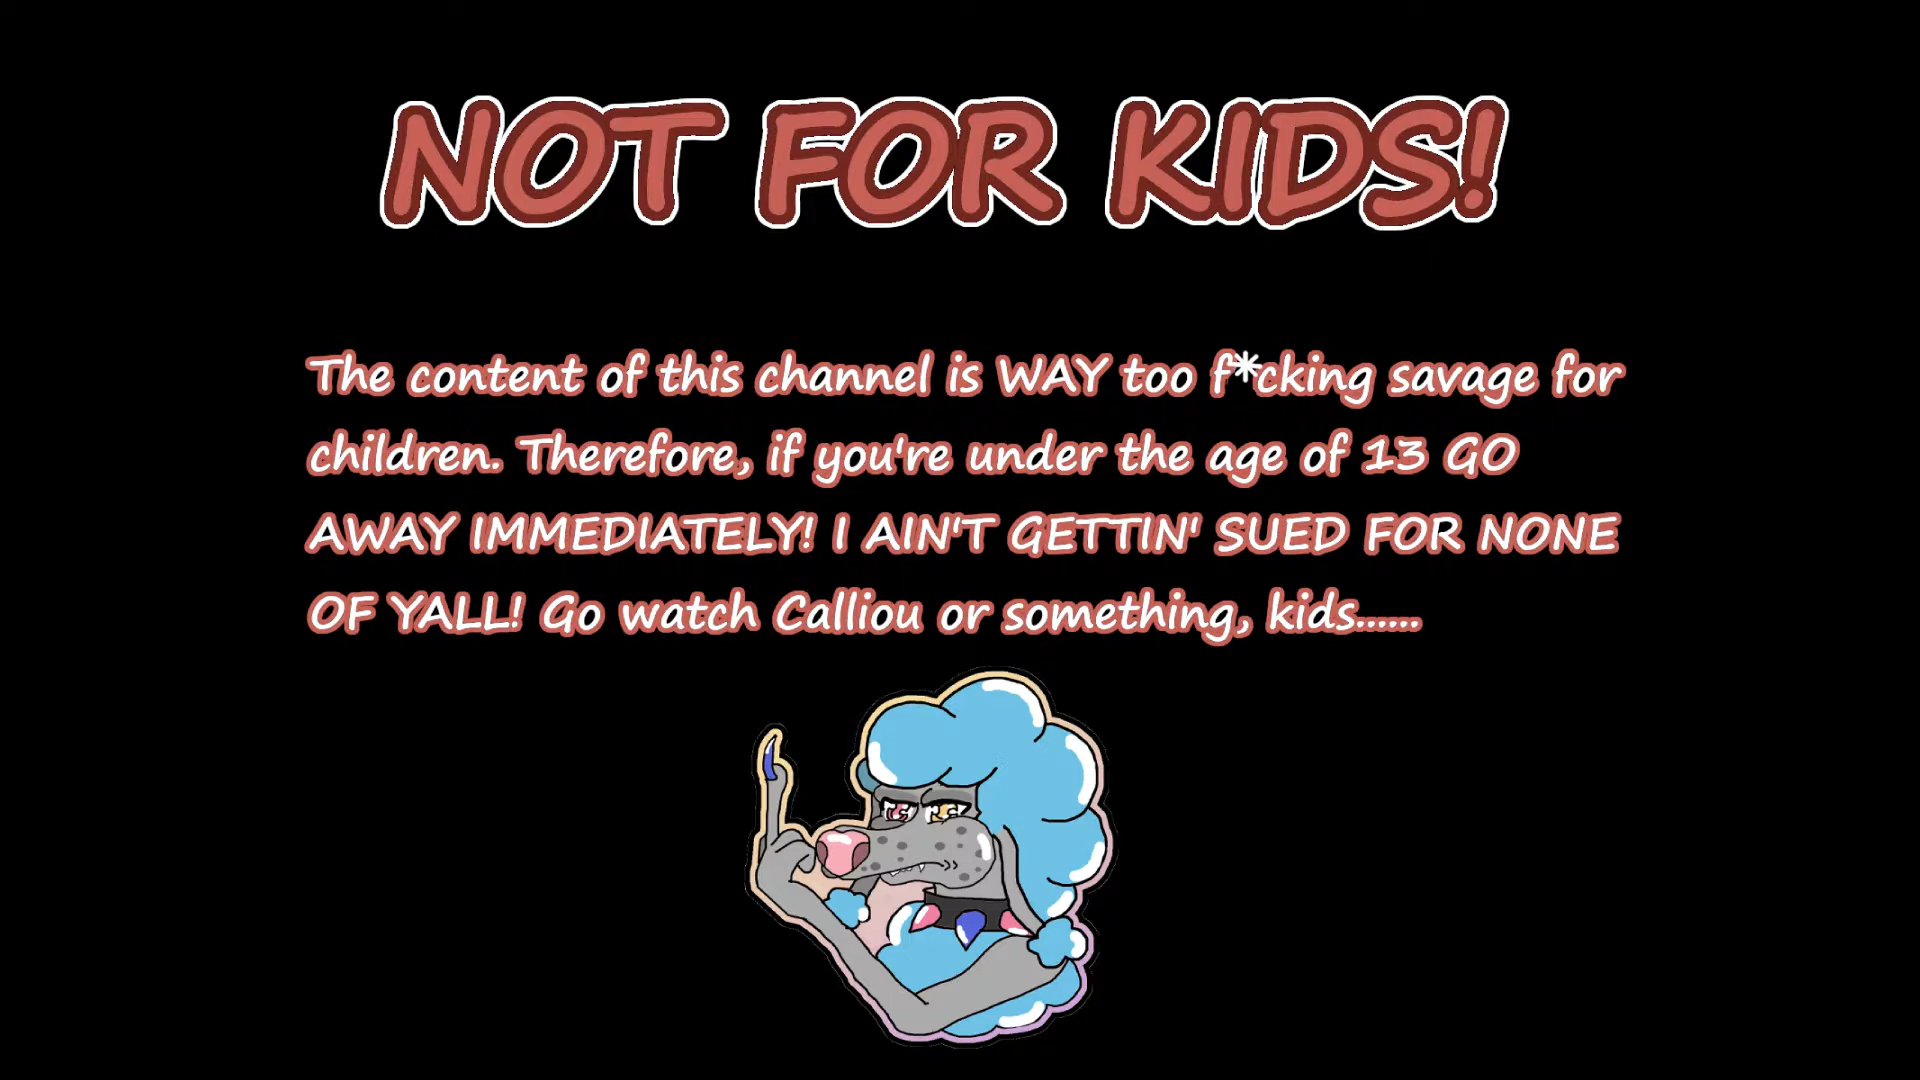 NOT FOR KIDS!
The content of this channel is WAY too f*cking savage for
children. Therefore, if you're under the age of 13 GO
AWAY IMMEDIATELY! I AIN'T GETTIN' SUED FOR NONE
OF YALL! Go watch Calliou or something, kids......